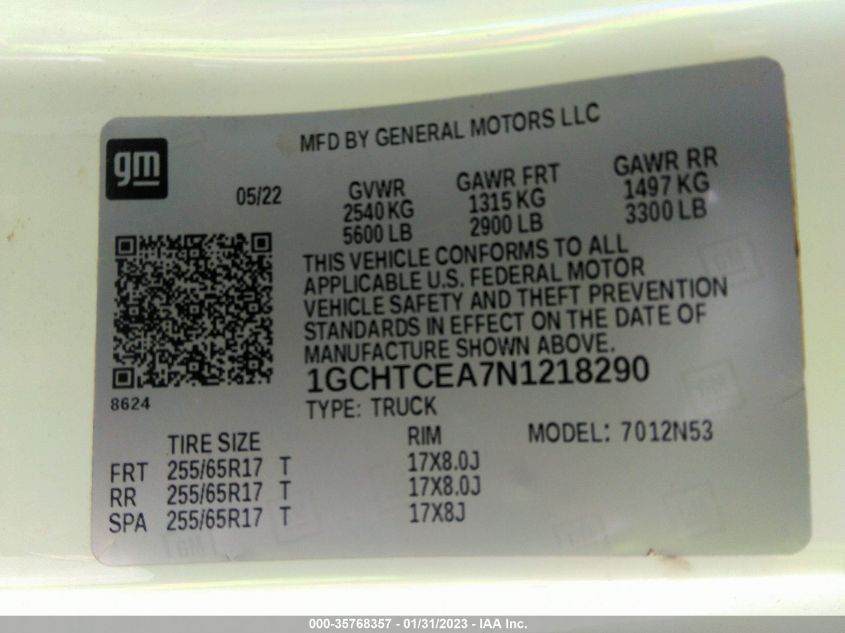 gm
MFD BY GENERAL MOTORS LLC
05/22
GVWR GAWR FRT GAWR RR
2540 KG 1315 KG 1497 KG
5600 LB 2900 LB 3300 LB
THIS VEHICLE CONFORMS TO ALL
APPLICABLE U.S. FEDERAL MOTOR
VEHICLE SAFETY AND THEFT PREVENTION
STANDARDS IN EFFECT ON THE DATE OF
MANUFACTURE SHOWN ABOVE.
1GCHTCEA7N1218290
8624
TYPE: TRUCK
TIRE SIZE RIM MODEL: 7012N53
FRT 255/65R17 T 17X8.0J
RR 255/65R17 T 17X8.0J
SPA 255/65R17 T 17X8J
GM
GM
GM
000-35768357 — 01/31/2023 — IAA Inc.